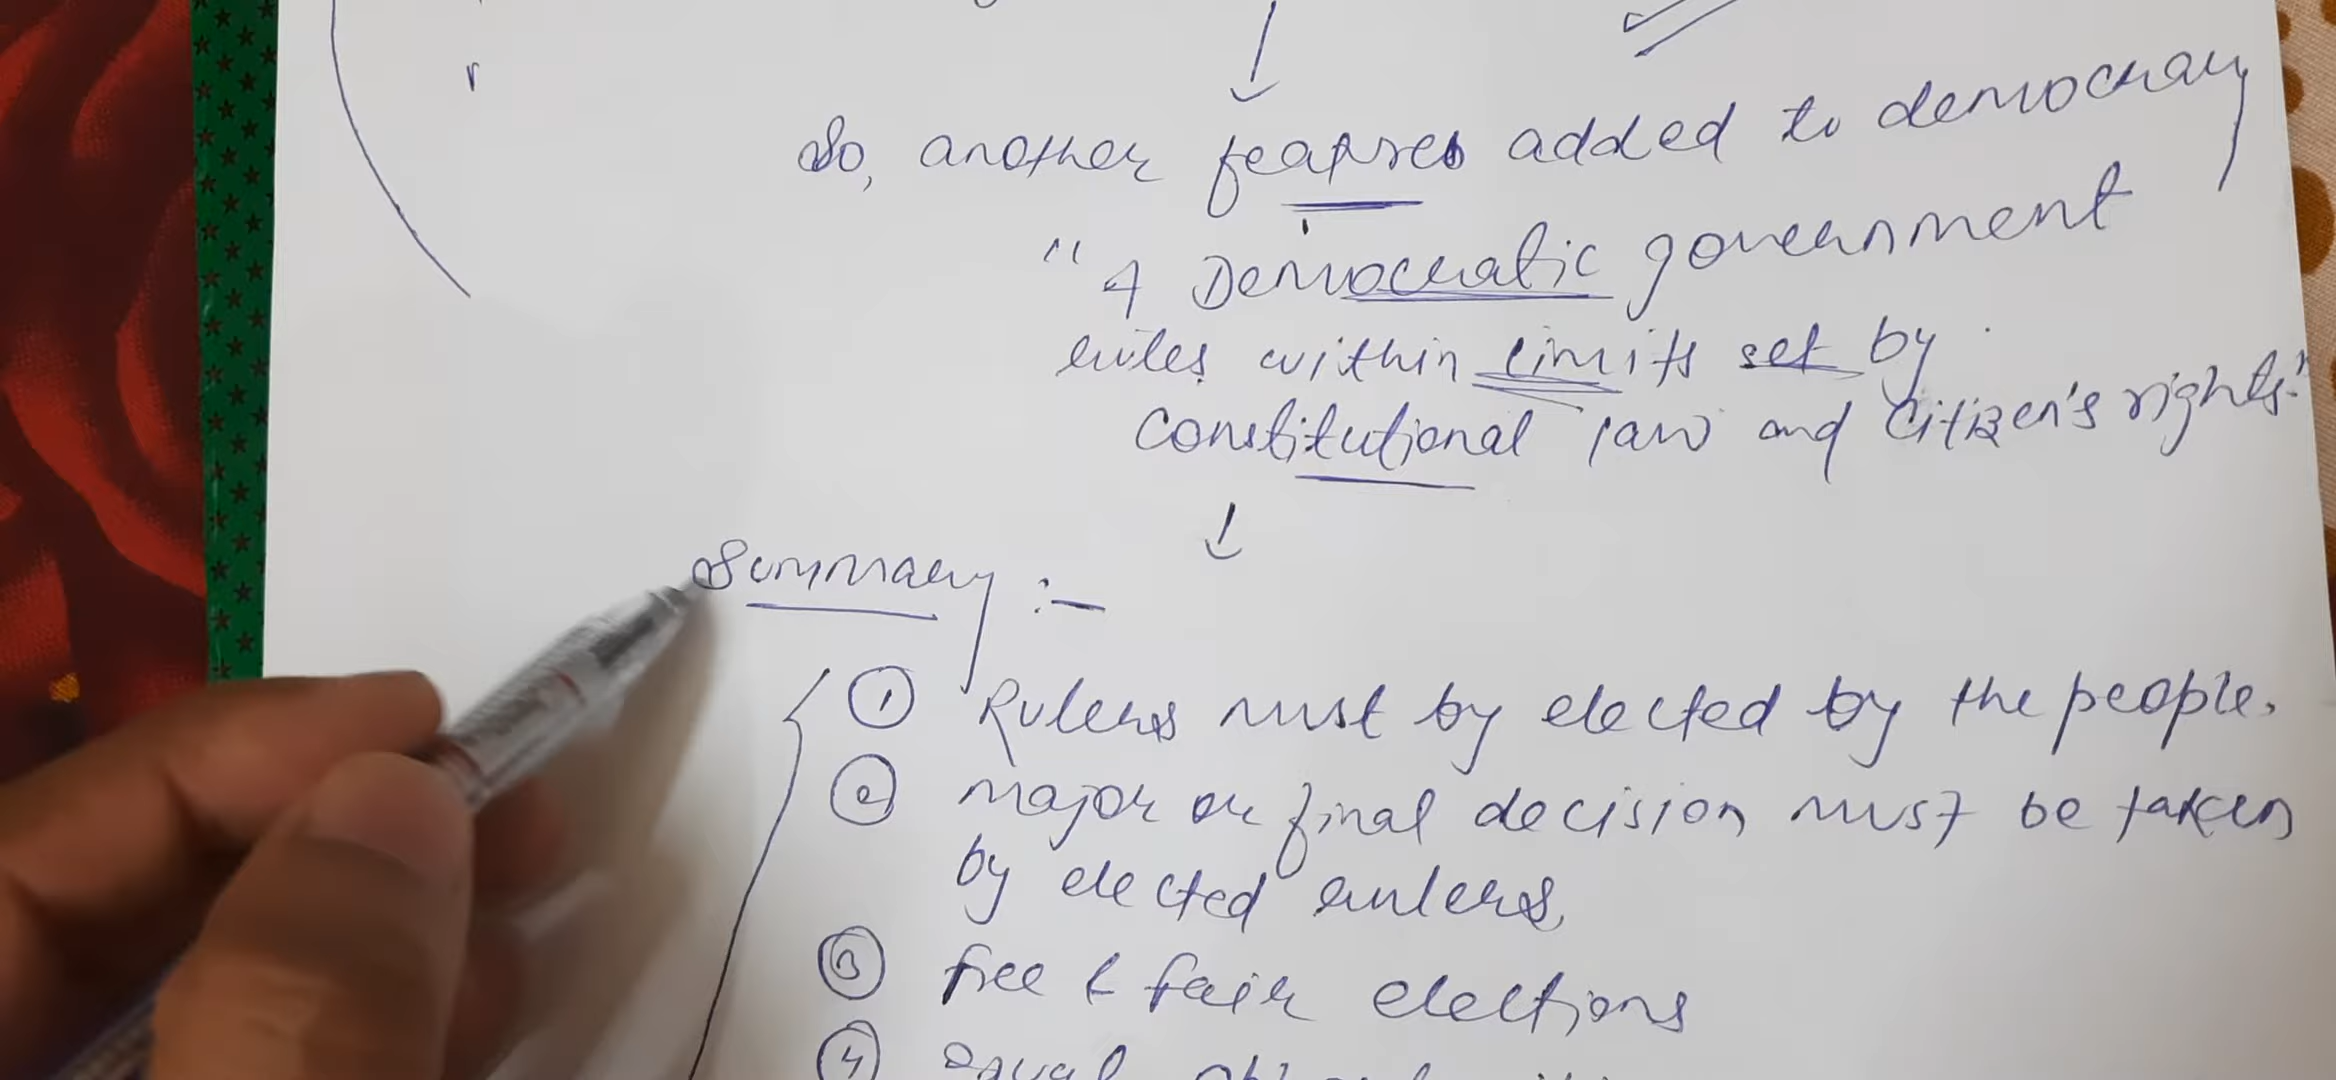 So, another features added to democracy
"A Democratic government
rules within limits set by
constitutional law and citizen's rights."
Summary :-
① Rulers must by elected by the people.
② major or final decision must be taken
by elected rulers.
③ free & fair elections
④ equal